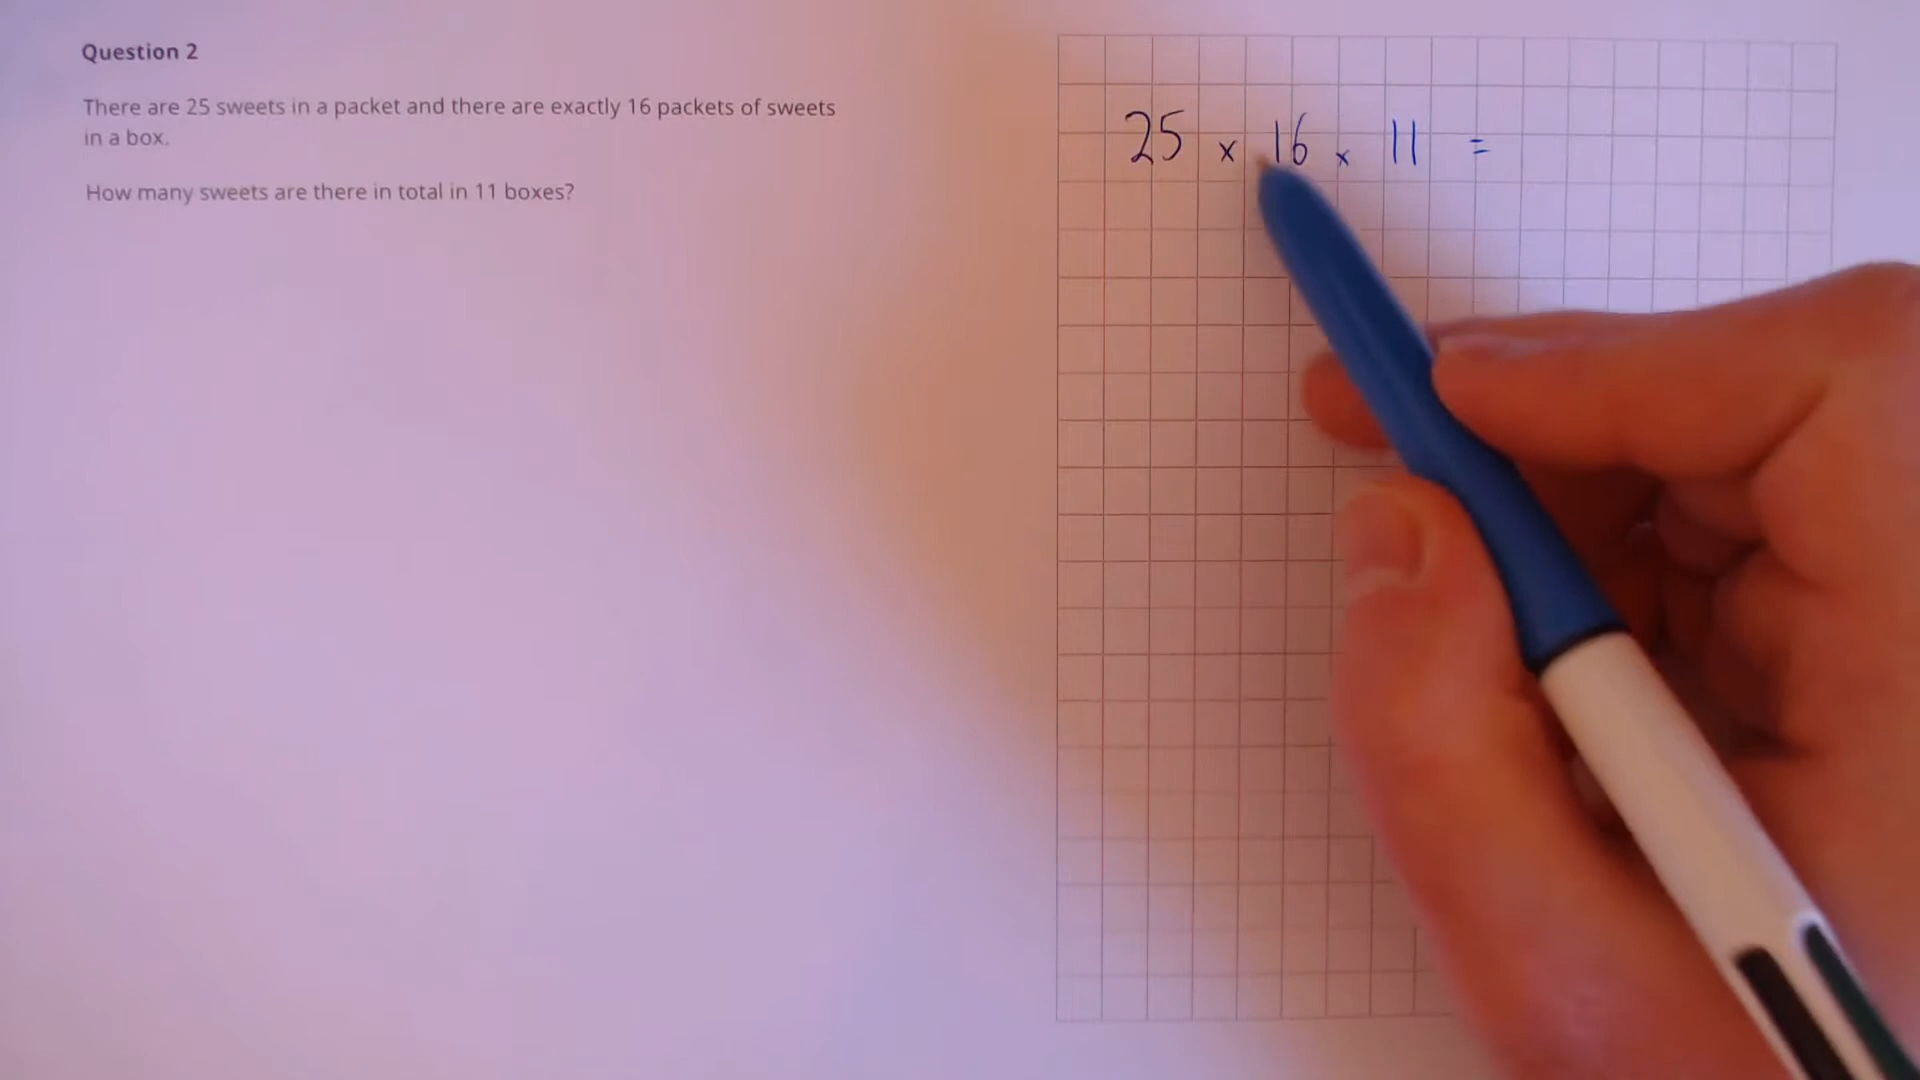 Question 2
There are 25 sweets in a packet and there are exactly 16 packets of sweets
in a box.
How many sweets are there in total in 11 boxes?
25 x 16 x 11 =